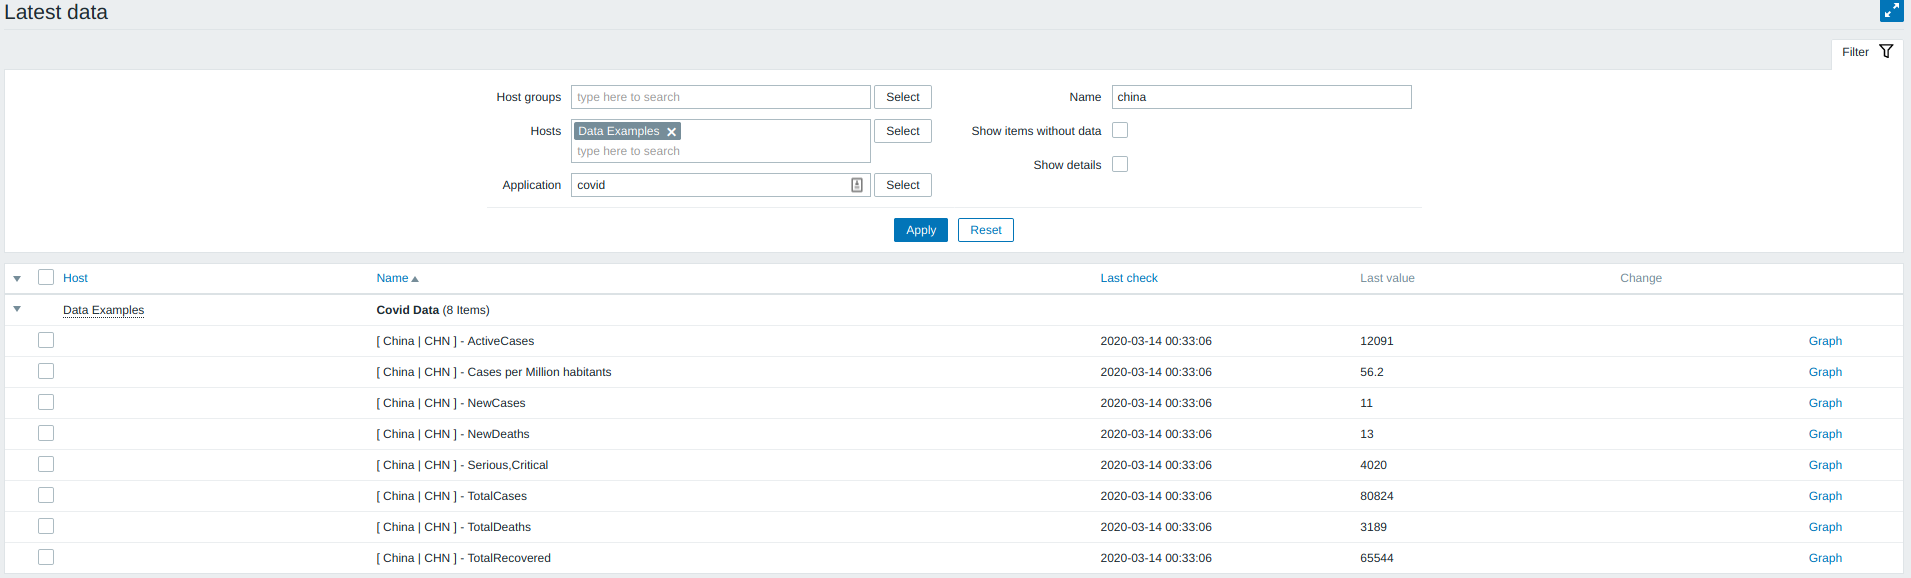 Latest data
Filter
Host groups type here to search Select Name china
Hosts Data Examples Select Show items without data
type here to search
Show details
Application covid Select
Apply Reset
Host Name Last check Last value Change
Data Examples Covid Data (8 Items)
[ China | CHN ] - ActiveCases 2020-03-14 00:33:06 12091 Graph
[ China | CHN ] - Cases per Million habitants 2020-03-14 00:33:06 56.2 Graph
[ China | CHN ] - NewCases 2020-03-14 00:33:06 11 Graph
[ China | CHN ] - NewDeaths 2020-03-14 00:33:06 13 Graph
[ China | CHN ] - Serious,Critical 2020-03-14 00:33:06 4020 Graph
[ China | CHN ] - TotalCases 2020-03-14 00:33:06 80824 Graph
[ China | CHN ] - TotalDeaths 2020-03-14 00:33:06 3189 Graph
[ China | CHN ] - TotalRecovered 2020-03-14 00:33:06 65544 Graph